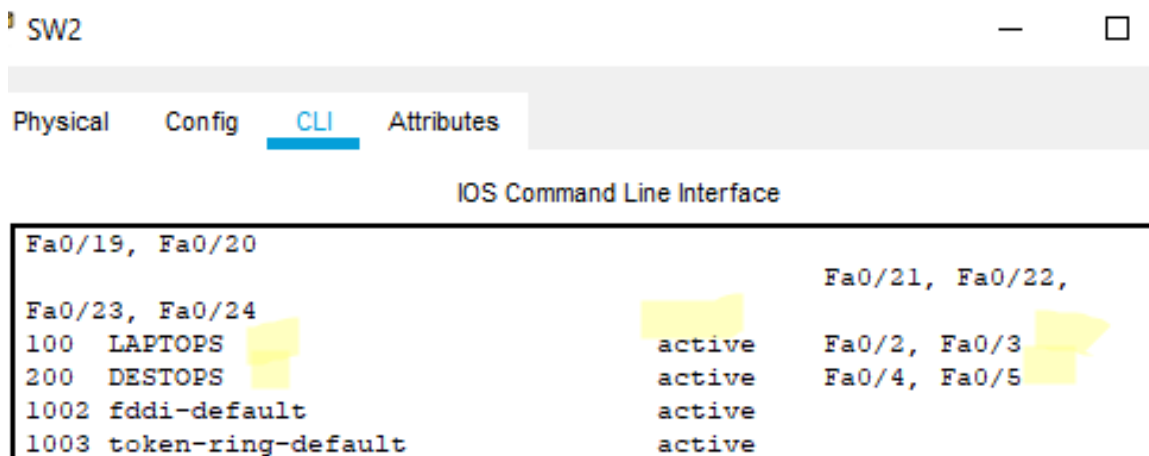 SW2
Physical Config CLI Attributes
IOS Command Line Interface
Fa0/19, Fa0/20
Fa0/21, Fa0/22,
Fa0/23, Fa0/24
100 LAPTOPS active Fa0/2, Fa0/3
200 DESTOPS active Fa0/4, Fa0/5
1002 fddi-default active
1003 token-ring-default active